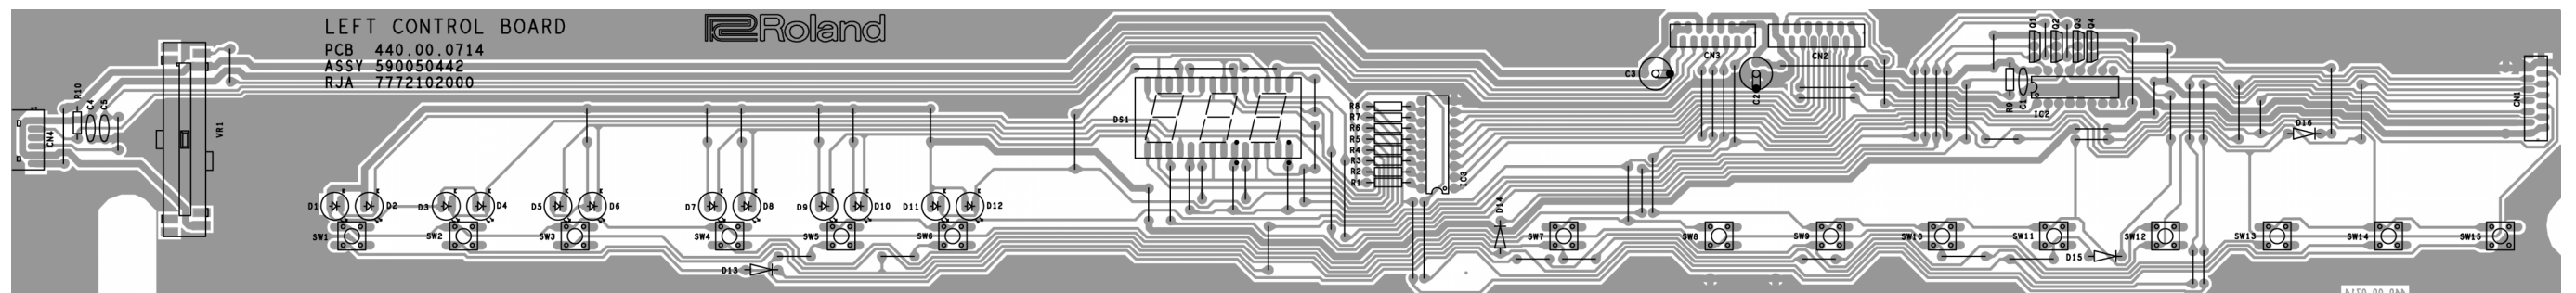 LEFT CONTROL BOARD
Roland
PCB 440.00.0714
ASSY 590050442
RJA 7772102000
R10
C4
C5
CN4
VR1
DS1
R8
R7
R6
R5
R4
R3
R2
R1
IC3
C3
CN3
C2
CN2
Q1
Q2
Q3
Q4
R9
C1
IC2
D16
CN1
D1
D2
D3
D4
D5
D6
D7
D8
D9
D10
D11
D12
D14
SW1
SW2
SW3
SW4
SW5
SW6
SW7
SW8
SW9
SW10
SW11
SW12
SW13
SW14
SW15
D13
D15
440.00.0714